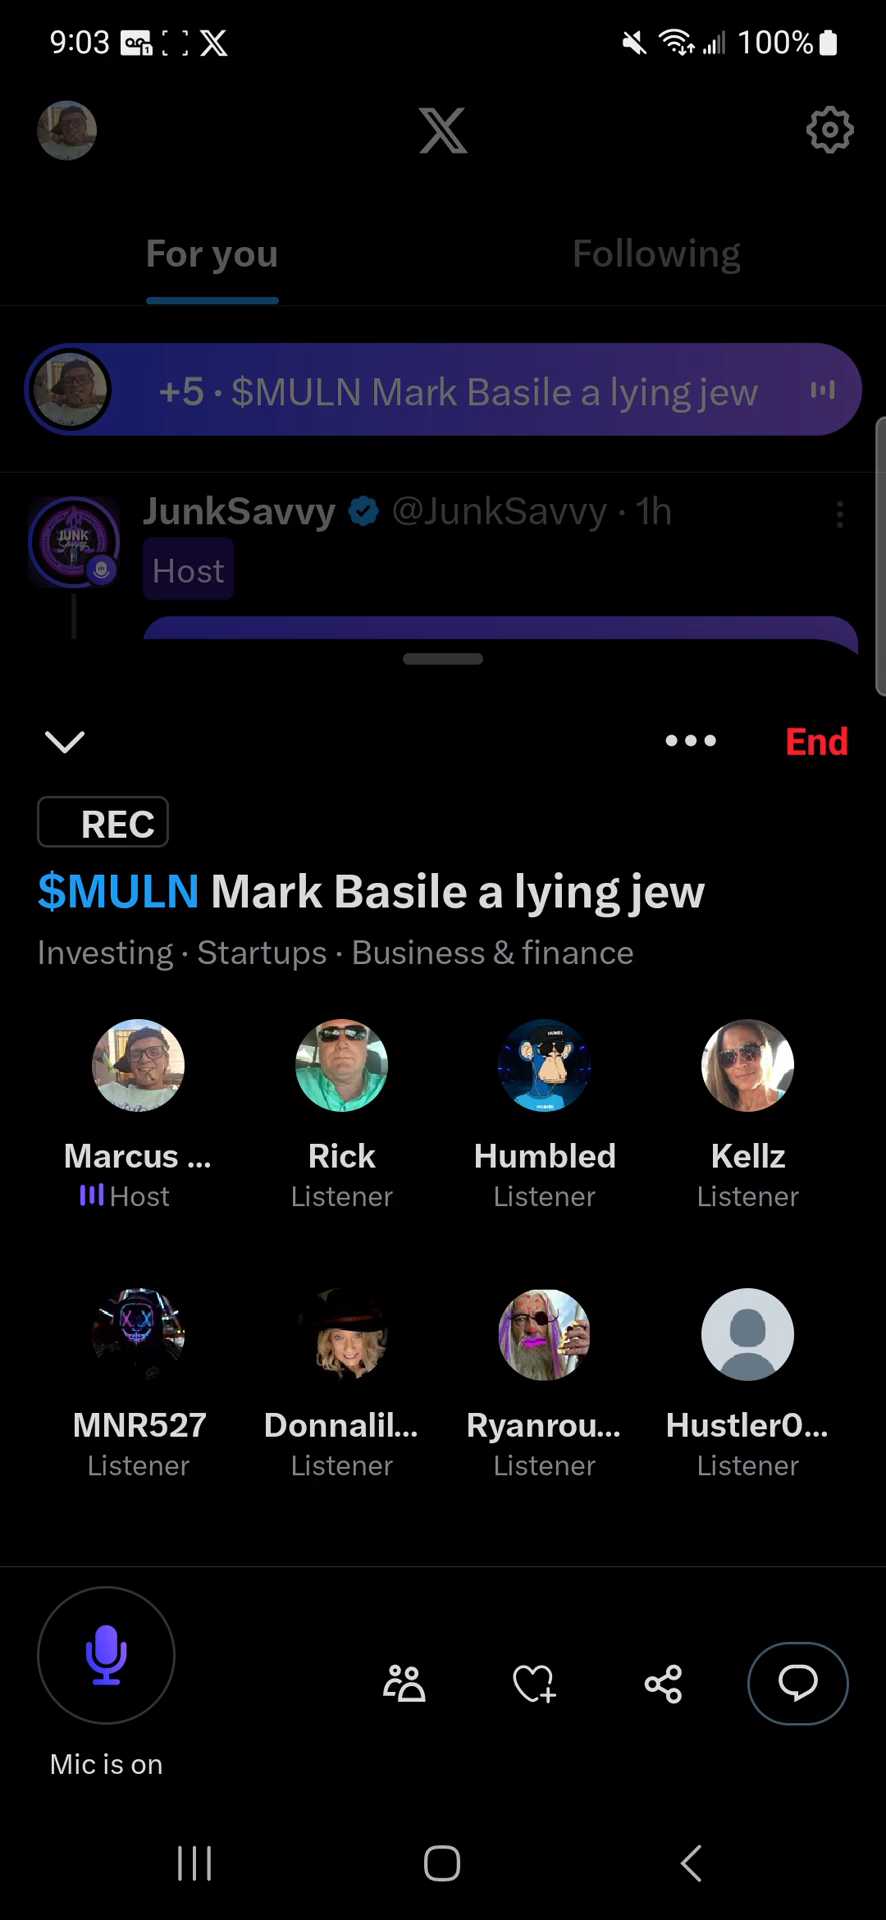 9:03 100%
For you Following
+5 · $MULN Mark Basile a lying jew
JunkSavvy @JunkSavvy · 1h
JUNK
Host
End
REC
$MULN Mark Basile a lying jew
Investing · Startups · Business & finance
Marcus ... Rick Humbled Kellz
Host Listener Listener Listener
MNR527 Donnalil... Ryanrou... Hustler0...
Listener Listener Listener Listener
Mic is on